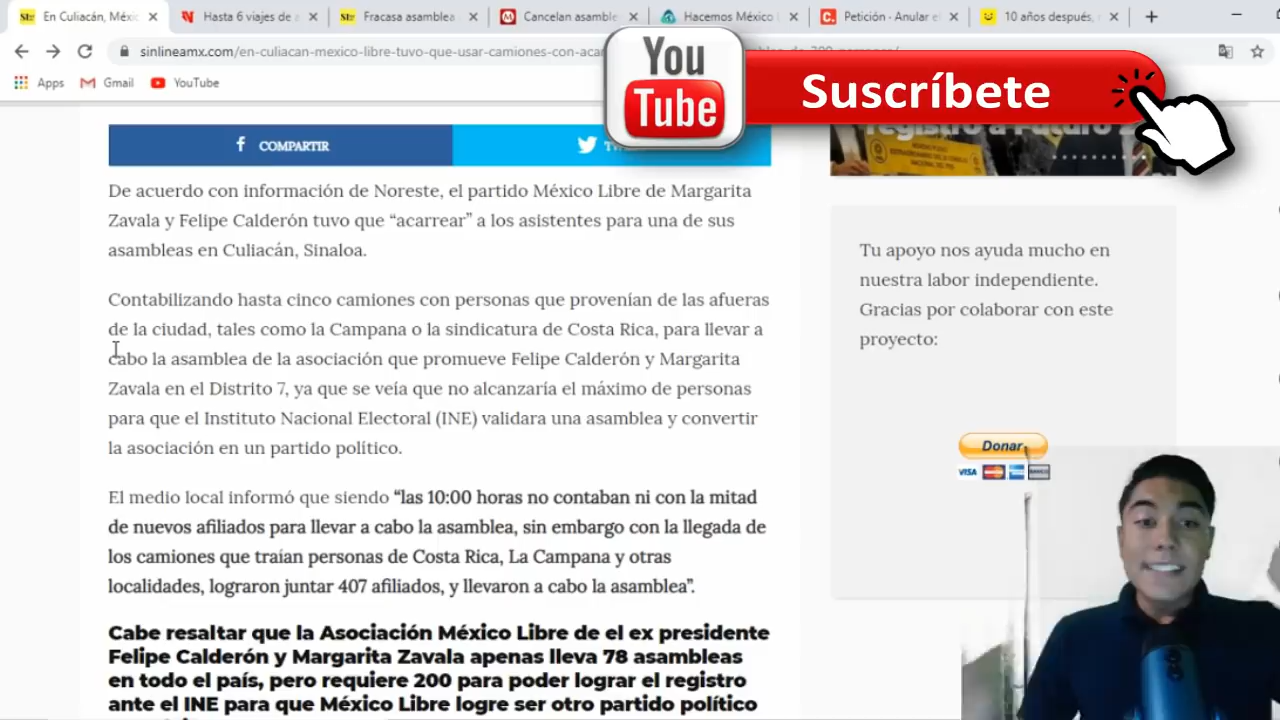 En Culiacán, Méxic
Hasta 6 viajes de a
Fracasa asamblea
Cancelan asamble
Hacemos México
Petición · Anular el
10 años después,
sinlineamx.com/en-culiacan-mexico-libre-tuvo-que-usar-camiones-con-acar
Apps
Gmail
YouTube
You
Tube
Suscríbete
COMPARTIR
registro a Futuro 2
De acuerdo con información de Noreste, el partido México Libre de Margarita
Zavala y Felipe Calderón tuvo que “acarrear” a los asistentes para una de sus
asambleas en Culiacán, Sinaloa.
Contabilizando hasta cinco camiones con personas que provenían de las afueras
de la ciudad, tales como la Campana o la sindicatura de Costa Rica, para llevar a
cabo la asamblea de la asociación que promueve Felipe Calderón y Margarita
Zavala en el Distrito 7, ya que se veía que no alcanzaría el máximo de personas
para que el Instituto Nacional Electoral (INE) validara una asamblea y convertir
la asociación en un partido político.
El medio local informó que siendo “las 10:00 horas no contaban ni con la mitad
de nuevos afiliados para llevar a cabo la asamblea, sin embargo con la llegada de
los camiones que traían personas de Costa Rica, La Campana y otras
localidades, lograron juntar 407 afiliados, y llevaron a cabo la asamblea”.
Cabe resaltar que la Asociación México Libre de el ex presidente
Felipe Calderón y Margarita Zavala apenas lleva 78 asambleas
en todo el país, pero requiere 200 para poder lograr el registro
ante el INE para que México Libre logre ser otro partido político
Tu apoyo nos ayuda mucho en
nuestra labor independiente.
Gracias por colaborar con este
proyecto:
Donar
VISA